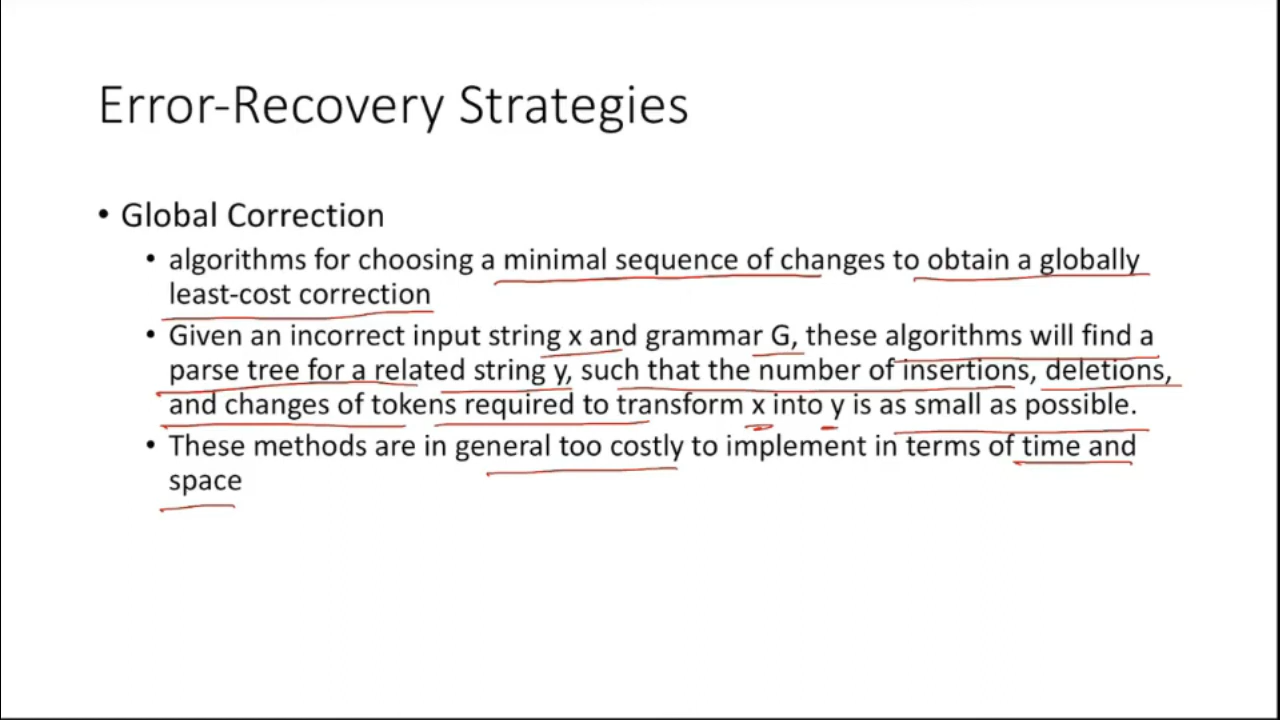 Error-Recovery Strategies
• Global Correction
• algorithms for choosing a minimal sequence of changes to obtain a globally
least-cost correction
• Given an incorrect input string x and grammar G, these algorithms will find a
parse tree for a related string y, such that the number of insertions, deletions,
and changes of tokens required to transform x into y is as small as possible.
• These methods are in general too costly to implement in terms of time and
space